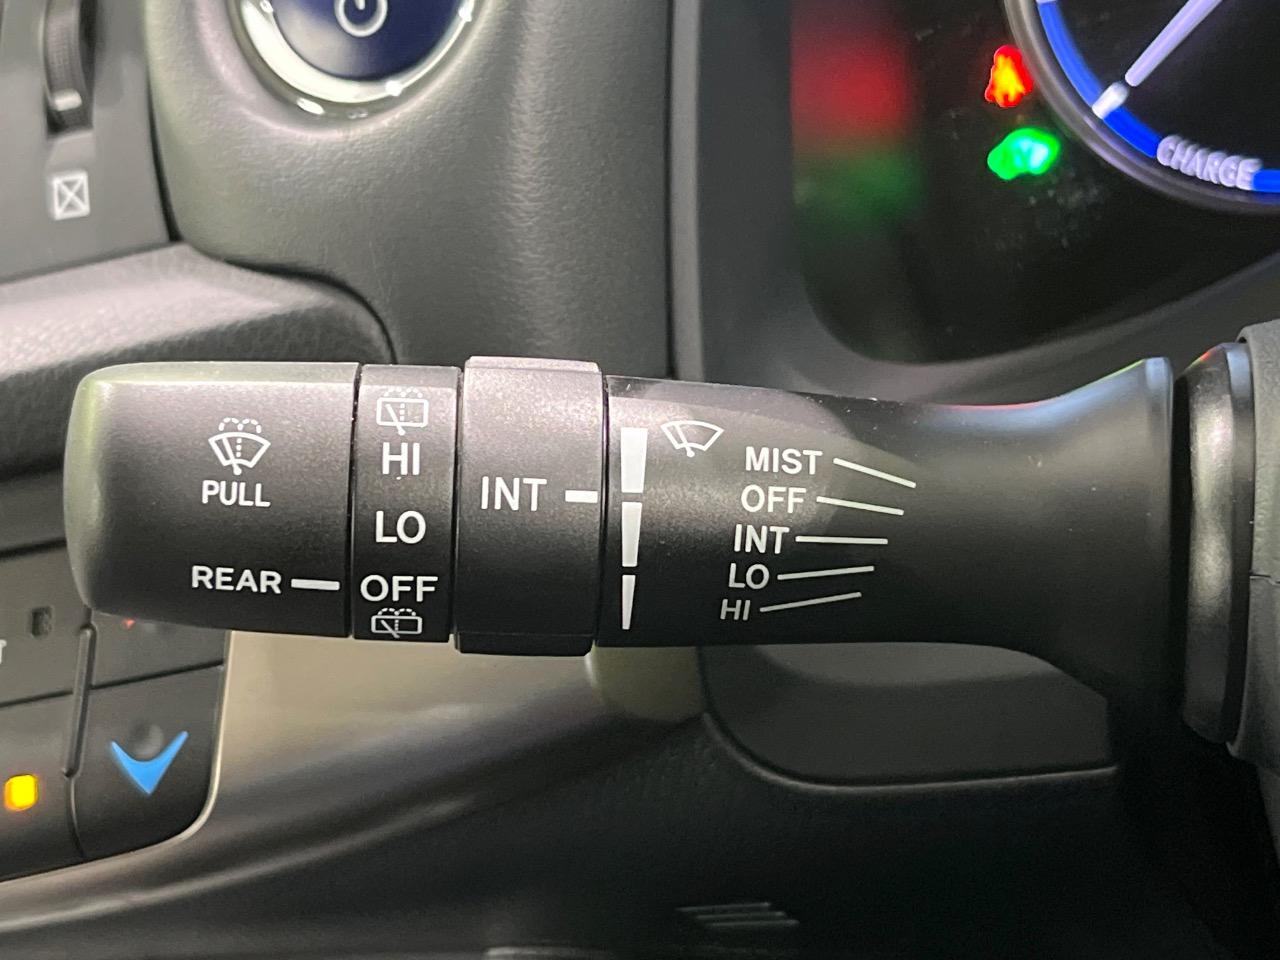 CHARGE
PULL
REAR
HI
LO
OFF
INT
MIST
OFF
INT
LO
HI